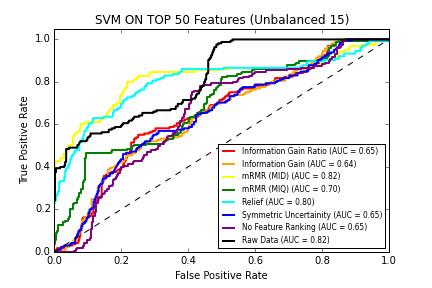 SVM ON TOP 50 Features (Unbalanced 15)
True Positive Rate
1.0
0.8
0.6
0.4
0.2
0.0
Information Gain Ratio (AUC = 0.65)
Information Gain (AUC = 0.64)
mRMR (MID) (AUC = 0.82)
mRMR (MIQ) (AUC = 0.70)
Relief (AUC = 0.80)
Symmetric Uncertainity (AUC = 0.65)
No Feature Ranking (AUC = 0.65)
Raw Data (AUC = 0.82)
0.0 0.2 0.4 0.6 0.8 1.0
False Positive Rate